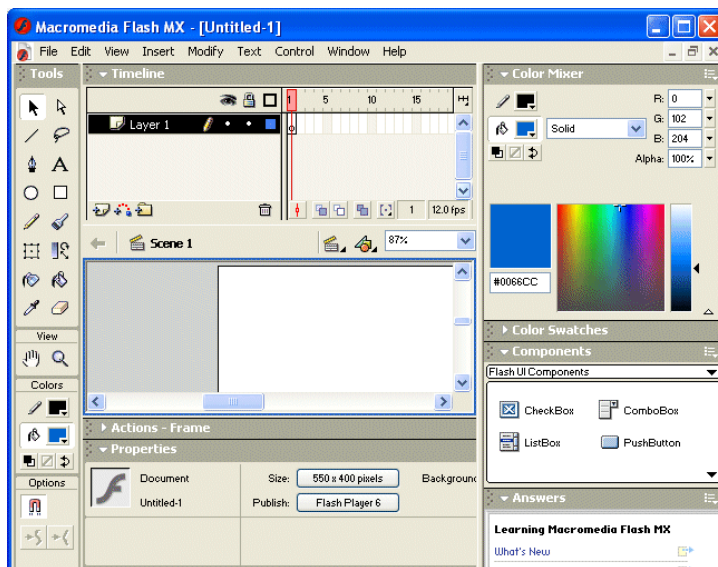 Macromedia Flash MX - [Untitled-1]
File Edit View Insert Modify Text Control Window Help
Tools
Timeline
1 5 10 15
Layer 1
1 12.0 fps
Scene 1
87%
View
Colors
Options
Actions - Frame
Properties
Document
Untitled-1
Size: 550 x 400 pixels
Background
Publish: Flash Player 6
Color Mixer
R: 0
G: 102
Solid
B: 204
Alpha: 100%
#0066CC
Color Swatches
Components
Flash UI Components
CheckBox
ComboBox
ListBox
PushButton
Answers
Learning Macromedia Flash MX
What's New